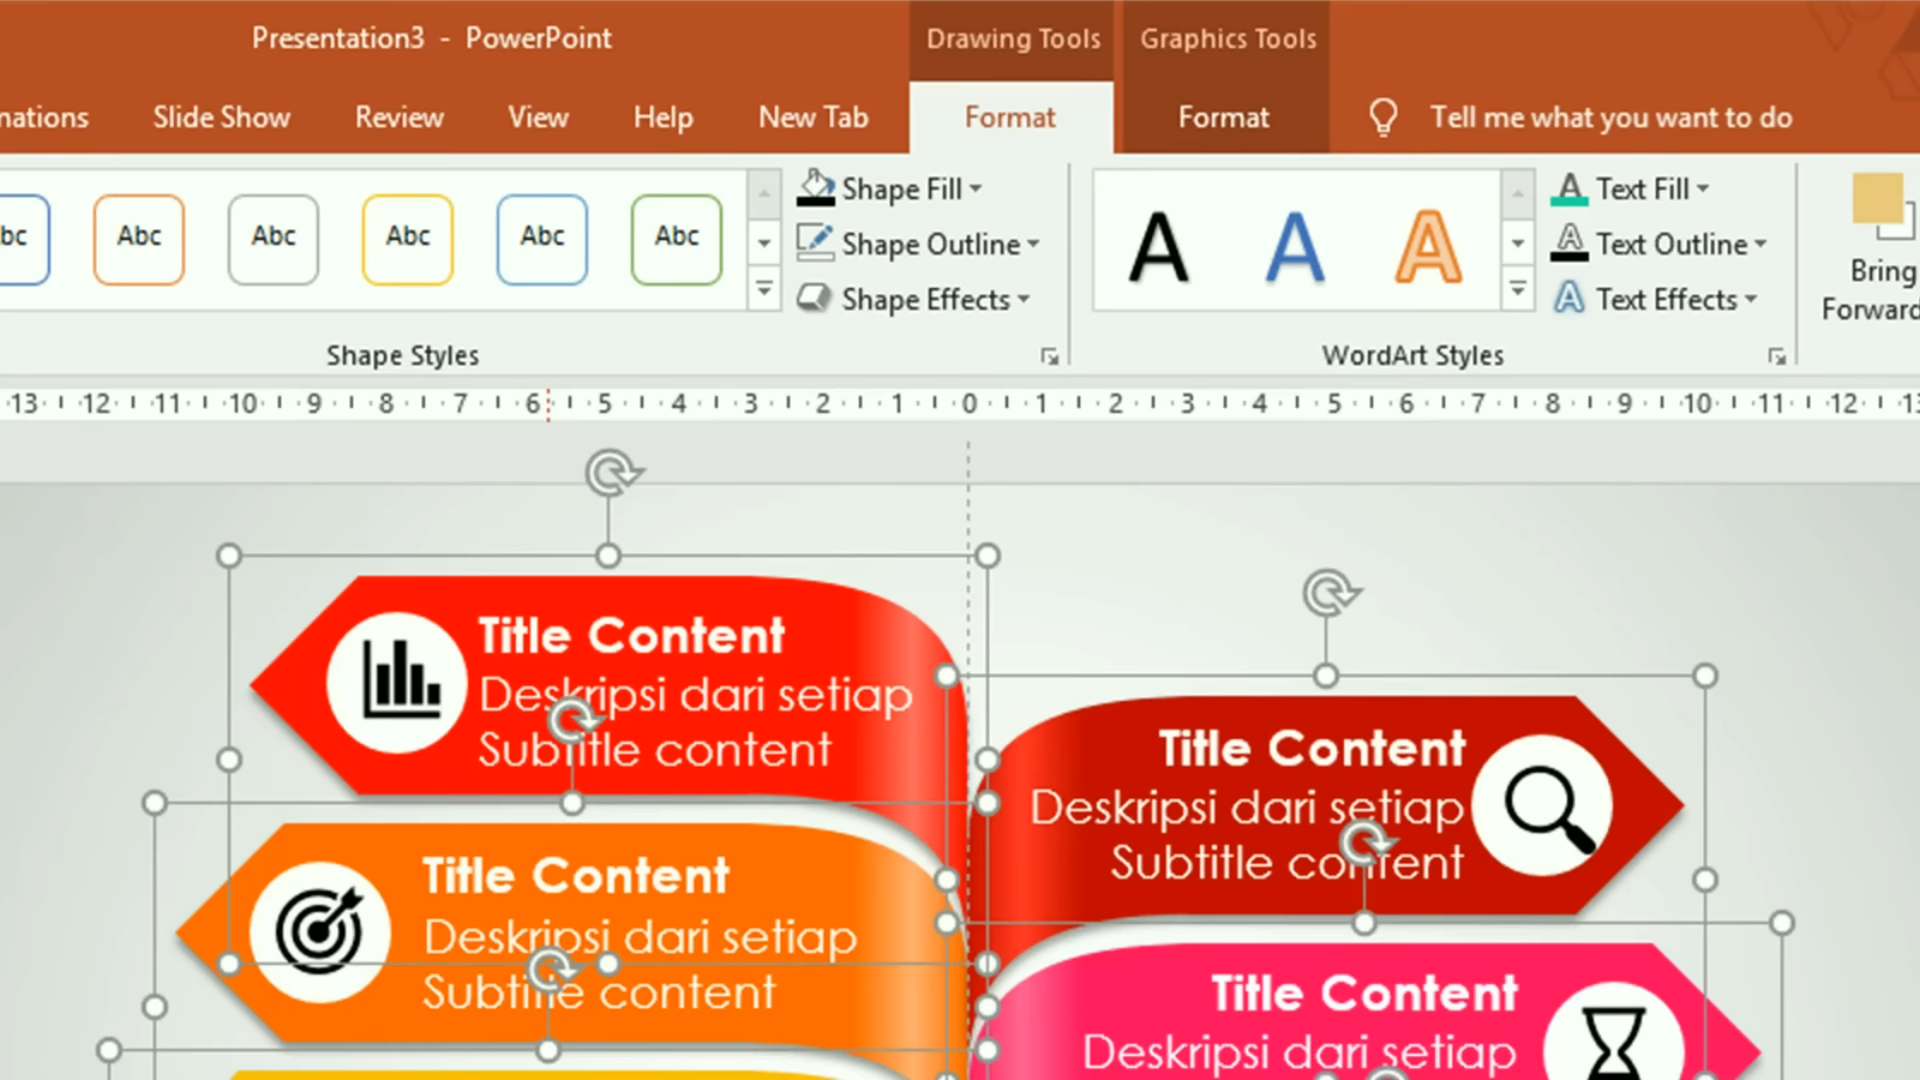 Presentation3 - PowerPoint
Drawing Tools
Graphics Tools
nations
Slide Show
Review
View
Help
New Tab
Format
Format
Tell me what you want to do
bc
Abc
Abc
Abc
Abc
Abc
Shape Fill
Shape Outline
Shape Effects
A
A
A
Text Fill
Text Outline
Text Effects
Bring
Forward
Shape Styles
WordArt Styles
13 12 11 10 9 8 7 6 5 4 3 2 1 0 1 2 3 4 5 6 7 8 9 10 11 12 13
Title Content
Deskripsi dari setiap
Subtitle content
Title Content
Deskripsi dari setiap
Subtitle content
Title Content
Deskripsi dari setiap
Subtitle content
Title Content
Deskripsi dari setiap